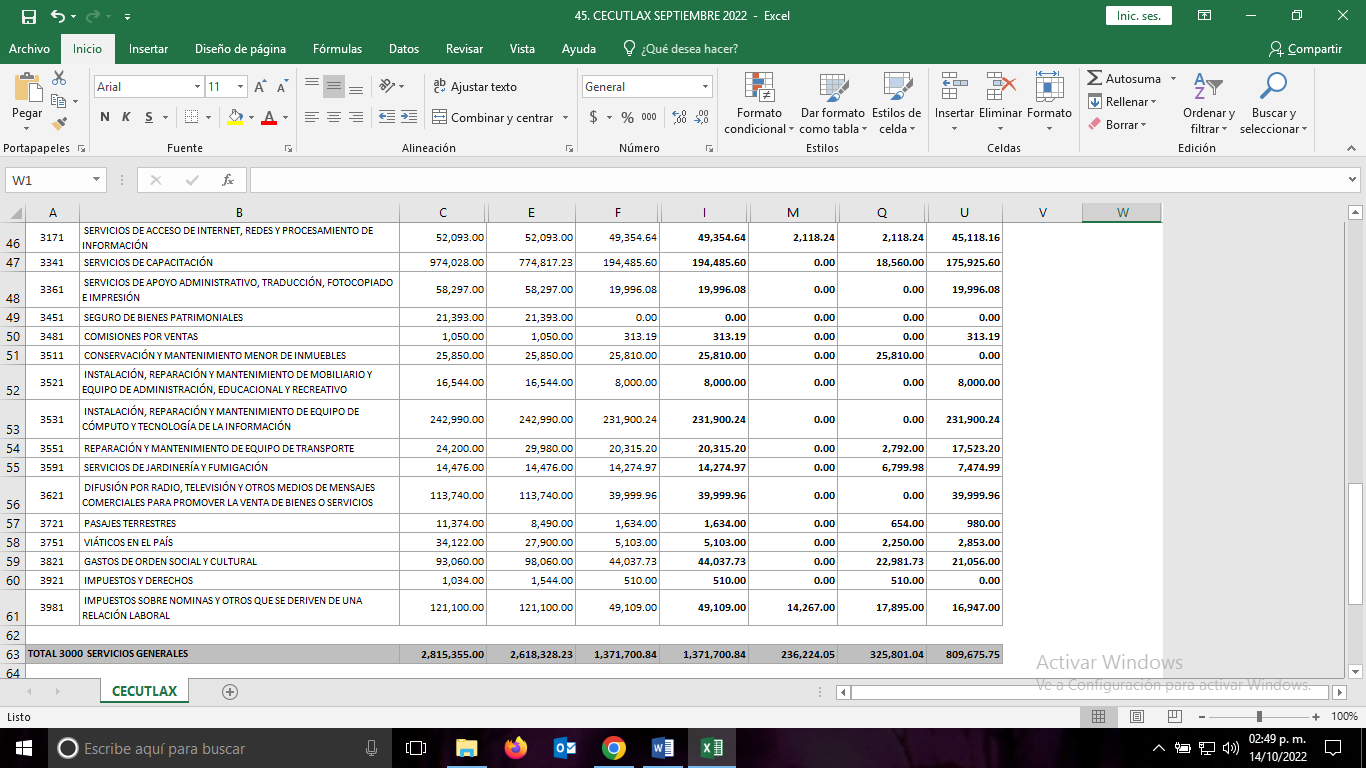 45. CECUTLAX SEPTIEMBRE 2022 - Excel
Inic. ses.
Archivo Inicio Insertar Diseño de página Fórmulas Datos Revisar Vista Ayuda ¿Qué desea hacer? Compartir
Pegar
Arial 11 A A
N K S A
ab Ajustar texto
Combinar y centrar
General
$ % 000
Formato condicional
Dar formato como tabla
Estilos de celda
Insertar Eliminar Formato
Autosuma
Rellenar
Borrar
Ordenar y filtrar
Buscar y seleccionar
Portapapeles Fuente Alineación Número Estilos Celdas Edición
W1 fx
A B C E F I M Q U V W
46 3171 SERVICIOS DE ACCESO DE INTERNET, REDES Y PROCESAMIENTO DE
INFORMACIÓN 52,093.00 52,093.00 49,354.64 49,354.64 2,118.24 2,118.24 45,118.16
47 3341 SERVICIOS DE CAPACITACIÓN 974,028.00 774,817.23 194,485.60 194,485.60 0.00 18,560.00 175,925.60
48 3361 SERVICIOS DE APOYO ADMINISTRATIVO, TRADUCCIÓN, FOTOCOPIADO
E IMPRESIÓN 58,297.00 58,297.00 19,996.08 19,996.08 0.00 0.00 19,996.08
49 3451 SEGURO DE BIENES PATRIMONIALES 21,393.00 21,393.00 0.00 0.00 0.00 0.00 0.00
50 3481 COMISIONES POR VENTAS 1,050.00 1,050.00 313.19 313.19 0.00 0.00 313.19
51 3511 CONSERVACIÓN Y MANTENIMIENTO MENOR DE INMUEBLES 25,850.00 25,850.00 25,810.00 25,810.00 0.00 25,810.00 0.00
52 3521 INSTALACIÓN, REPARACIÓN Y MANTENIMIENTO DE MOBILIARIO Y
EQUIPO DE ADMINISTRACIÓN, EDUCACIONAL Y RECREATIVO 16,544.00 16,544.00 8,000.00 8,000.00 0.00 0.00 8,000.00
53 3531 INSTALACIÓN, REPARACIÓN Y MANTENIMIENTO DE EQUIPO DE
CÓMPUTO Y TECNOLOGÍA DE LA INFORMACIÓN 242,990.00 242,990.00 231,900.24 231,900.24 0.00 0.00 231,900.24
54 3551 REPARACIÓN Y MANTENIMIENTO DE EQUIPO DE TRANSPORTE 24,200.00 29,980.00 20,315.20 20,315.20 0.00 2,792.00 17,523.20
55 3591 SERVICIOS DE JARDINERÍA Y FUMIGACIÓN 14,476.00 14,476.00 14,274.97 14,274.97 0.00 6,799.98 7,474.99
56 3621 DIFUSIÓN POR RADIO, TELEVISIÓN Y OTROS MEDIOS DE MENSAJES
COMERCIALES PARA PROMOVER LA VENTA DE BIENES O SERVICIOS 113,740.00 113,740.00 39,999.96 39,999.96 0.00 0.00 39,999.96
57 3721 PASAJES TERRESTRES 11,374.00 8,490.00 1,634.00 1,634.00 0.00 654.00 980.00
58 3751 VIÁTICOS EN EL PAÍS 34,122.00 27,900.00 5,103.00 5,103.00 0.00 2,250.00 2,853.00
59 3821 GASTOS DE ORDEN SOCIAL Y CULTURAL 93,060.00 98,060.00 44,037.73 44,037.73 0.00 22,981.73 21,056.00
60 3921 IMPUESTOS Y DERECHOS 1,034.00 1,544.00 510.00 510.00 0.00 510.00 0.00
61 3981 IMPUESTOS SOBRE NOMINAS Y OTROS QUE SE DERIVEN DE UNA
RELACIÓN LABORAL 121,100.00 121,100.00 49,109.00 49,109.00 14,267.00 17,895.00 16,947.00
62
63 TOTAL 3000 SERVICIOS GENERALES 2,815,355.00 2,618,328.23 1,371,700.84 1,371,700.84 236,224.05 325,801.04 809,675.75
64
Activar Windows
Ve a Configuración para activar Windows.
CECUTLAX
Listo 100%
Escribe aquí para buscar
02:49 p. m.
14/10/2022